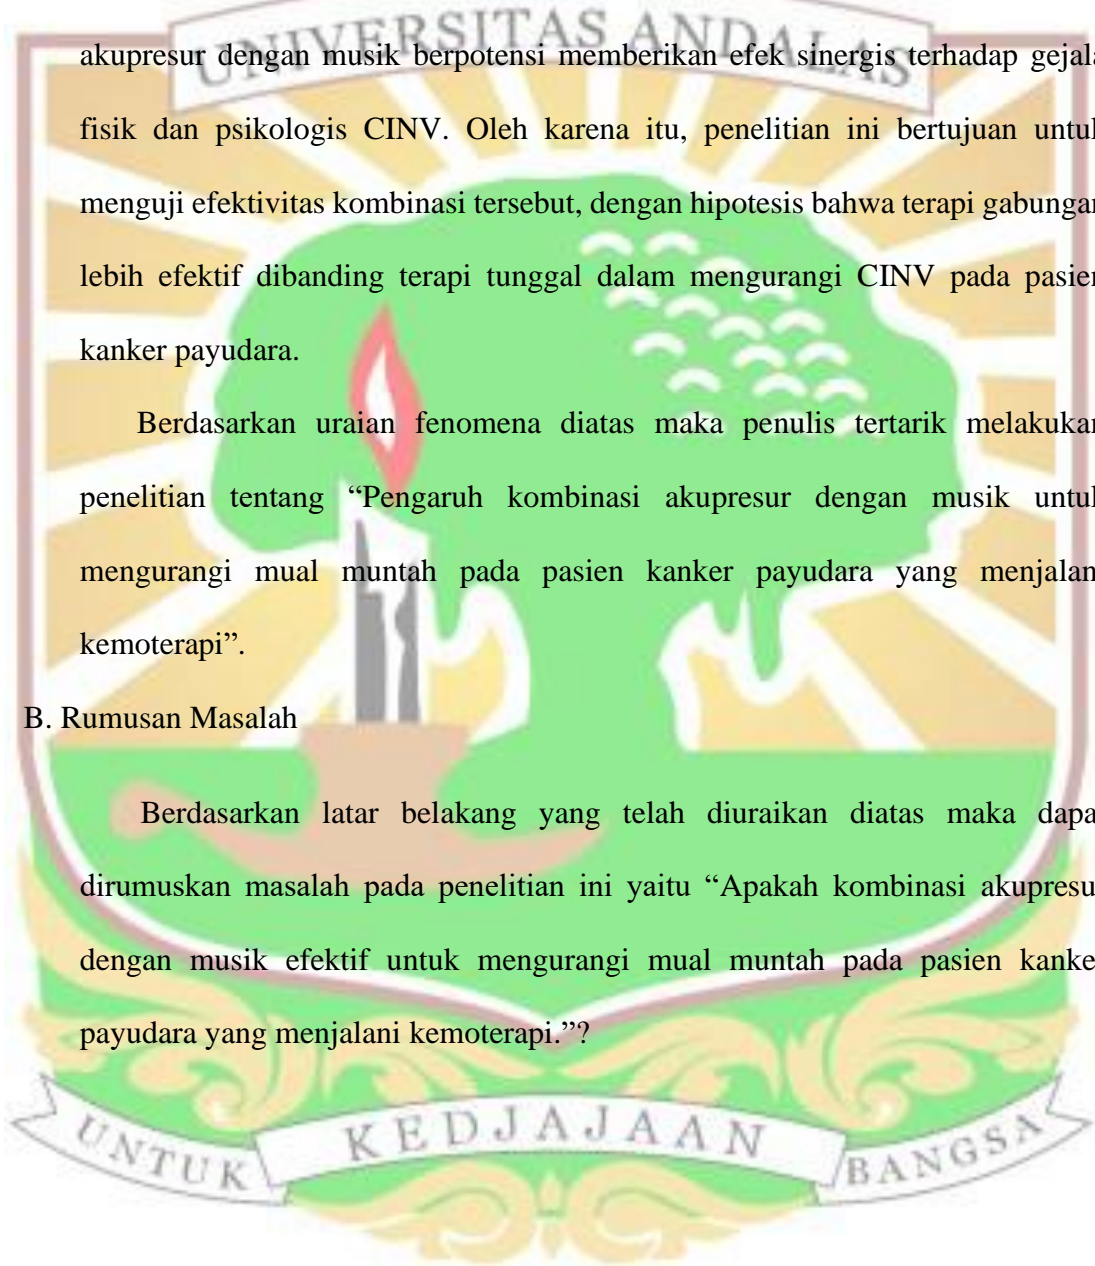 UNIVERSITAS ANDALAS
akupresur dengan musik berpotensi memberikan efek sinergis terhadap gejala
fisik dan psikologis CINV. Oleh karena itu, penelitian ini bertujuan untuk
menguji efektivitas kombinasi tersebut, dengan hipotesis bahwa terapi gabungan
lebih efektif dibanding terapi tunggal dalam mengurangi CINV pada pasien
kanker payudara.
Berdasarkan uraian fenomena diatas maka penulis tertarik melakukan
penelitian tentang “Pengaruh kombinasi akupresur dengan musik untuk
mengurangi mual muntah pada pasien kanker payudara yang menjalan
kemoterapi”.
B. Rumusan Masalah
Berdasarkan latar belakang yang telah diuraikan diatas maka dapa
dirumuskan masalah pada penelitian ini yaitu “Apakah kombinasi akupresu
dengan musik efektif untuk mengurangi mual muntah pada pasien kanke
payudara yang menjalani kemoterapi.”?
UNTUK KEDJAJAAN BANGSA